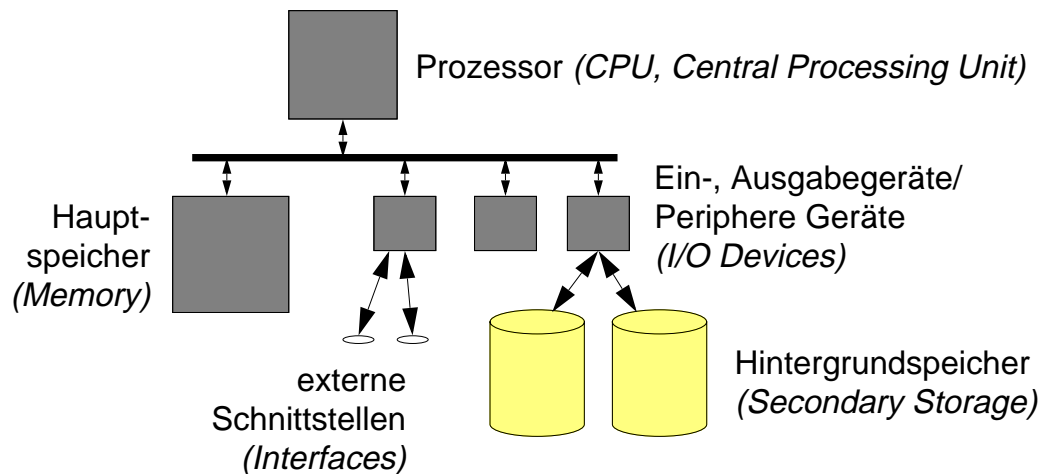 Prozessor (CPU, Central Processing Unit)
Haupt-
speicher
(Memory)
Ein-, Ausgabegeräte/
Periphere Geräte
(I/O Devices)
externe
Schnittstellen
(Interfaces)
Hintergrundspeicher
(Secondary Storage)